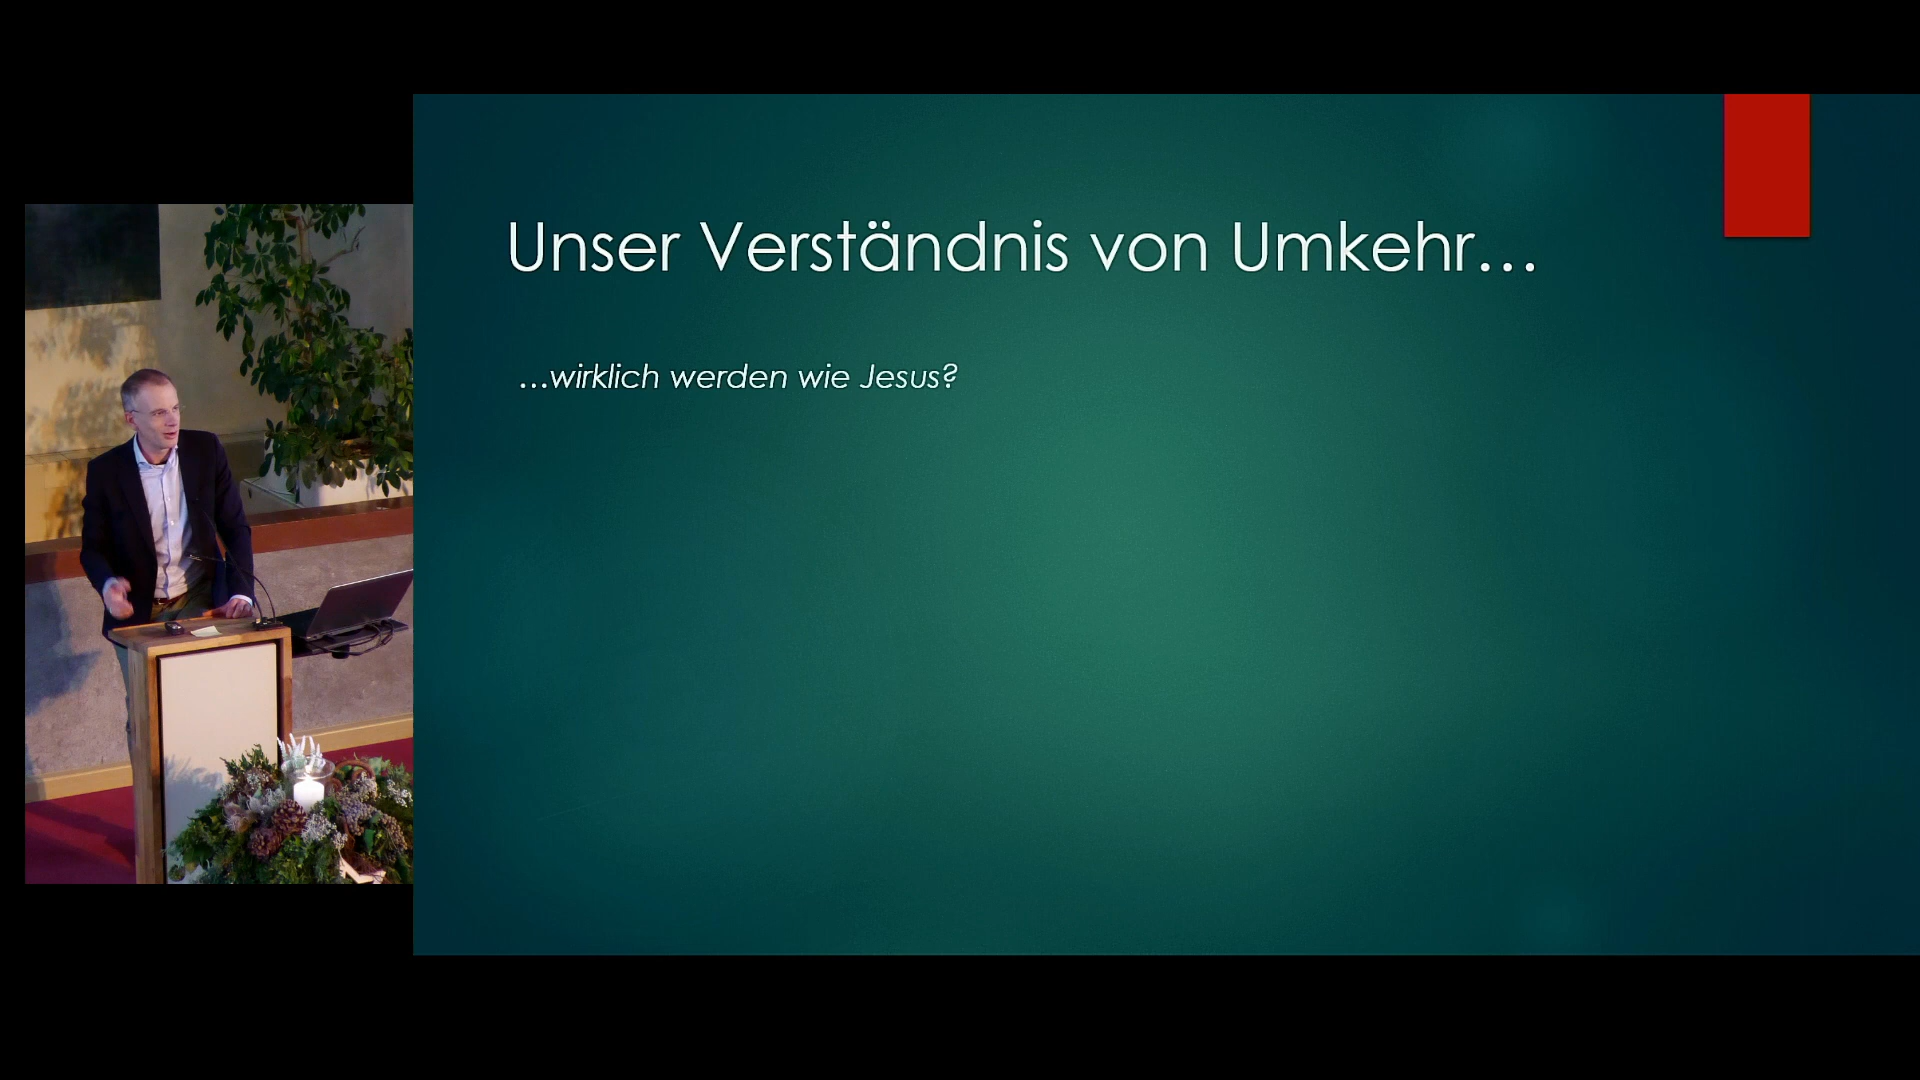 Unser Verständnis von Umkehr…
…wirklich werden wie Jesus?